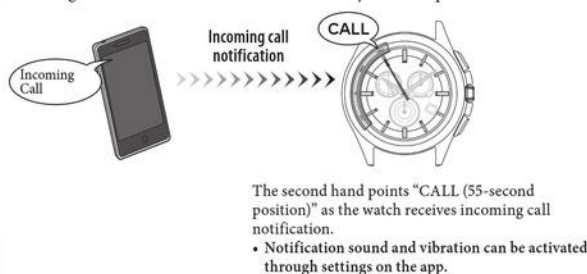 Incoming call
notification
CALL
Incoming
Call
The second hand points “CALL (55-second
position)” as the watch receives incoming call
notification.
• Notification sound and vibration can be activated
through settings on the app.